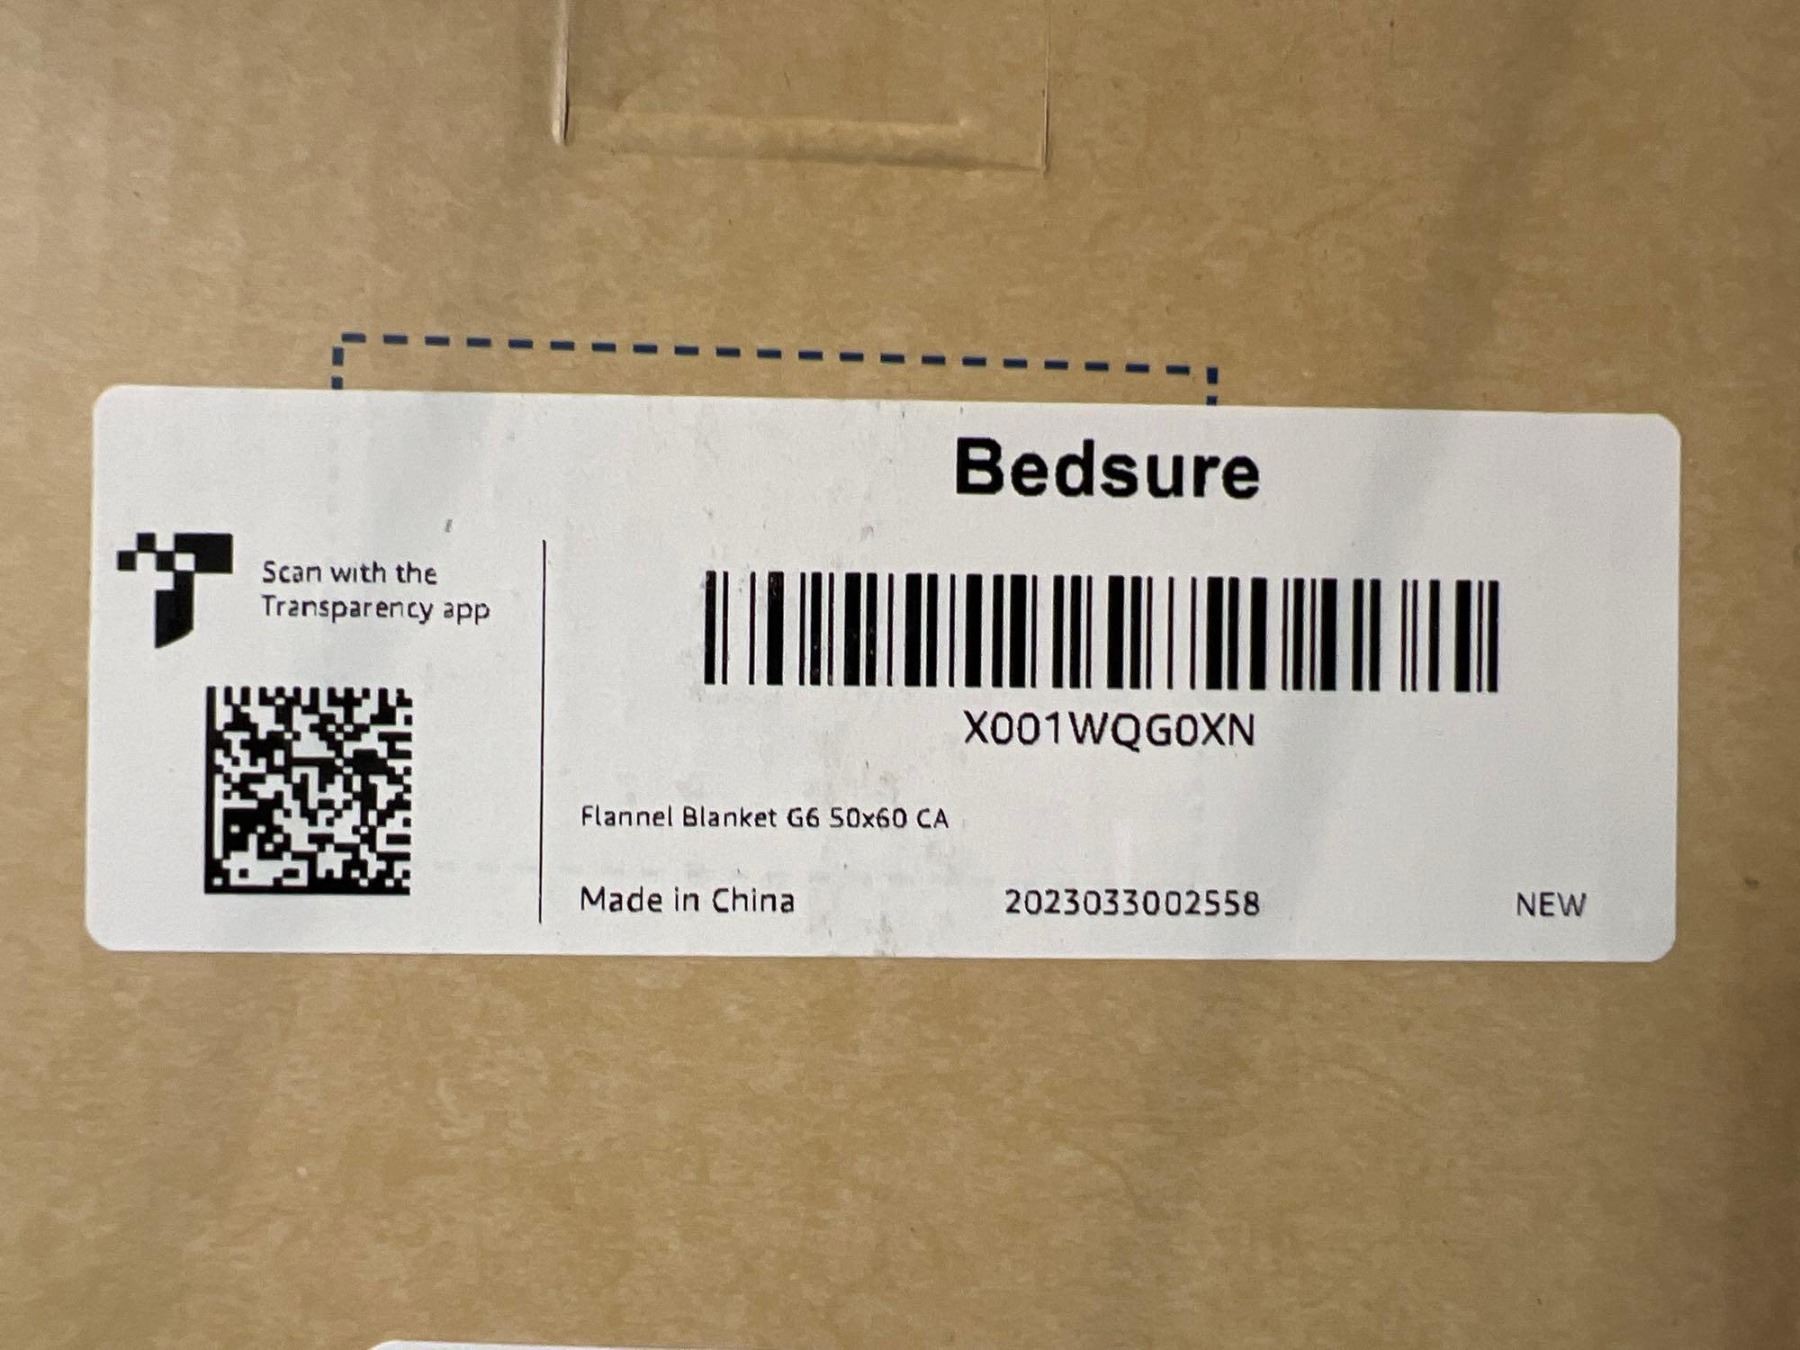 Bedsure
Scan with the
Transparency app
X001WQG0XN
Flannel Blanket G6 50x60 CA
Made in China
2023033002558
NEW